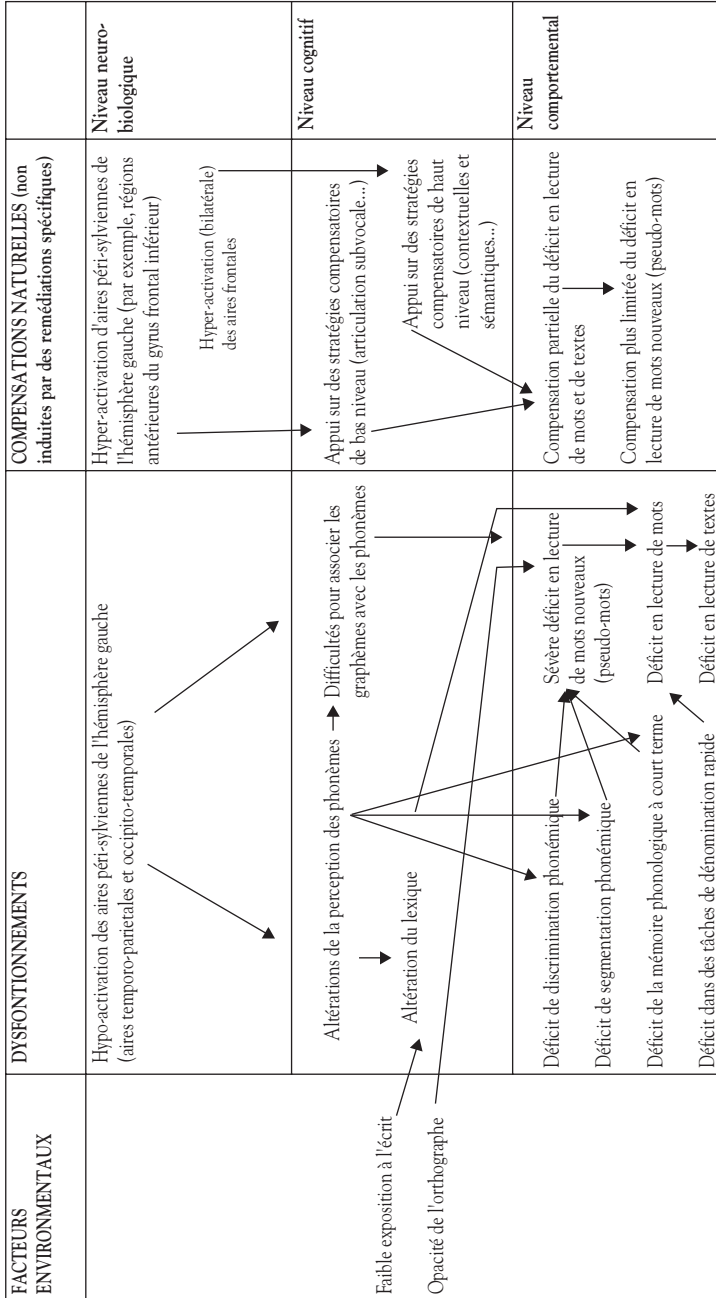 FACTEURS
ENVIRONMENTAUX
DYSFONTIONNEMENTS
COMPENSATIONS NATURELLES (non
induites par des remédiations spécifiques)
Hypo-activation des aires péri-sylviennes de l'hémisphère gauche
(aires temporo-parietales et occipito-temporales)
Hyper-activation d'aires péri-sylviennes de
l'hémisphère gauche (par exemple, régions
antérieures du gyrus frontal inférieur)
Hyper-activation (bilatérale)
des aires frontales
Niveau neuro-
biologique
Faible exposition à l'écrit
Opacité de l'orthographe
Altérations de la perception des phonèmes
Altération du lexique
Difficultés pour associer les
graphèmes avec les phonèmes
Appui sur des stratégies compensatoires
de bas niveau (articulation subvocale...)
Appui sur des stratégies
compensatoires de haut
niveau (contextuelles et
sémantiques...)
Niveau cognitif
Déficit de discrimination phonémique
Déficit de segmentation phonémique
Déficit de la mémoire phonologique à court terme
Déficit dans des tâches de dénomination rapide
Sévère déficit en lecture
de mots nouveaux
(pseudo-mots)
Déficit en lecture de mots
Déficit en lecture de textes
Compensation partielle du déficit en lecture
de mots et de textes
Compensation plus limitée du déficit en
lecture de mots nouveaux (pseudo-mots)
Niveau
comportemental